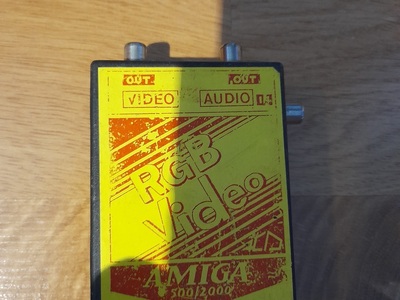 OUT OUT
VIDEO AUDIO
RGB
Video
AMIGA
500/2000